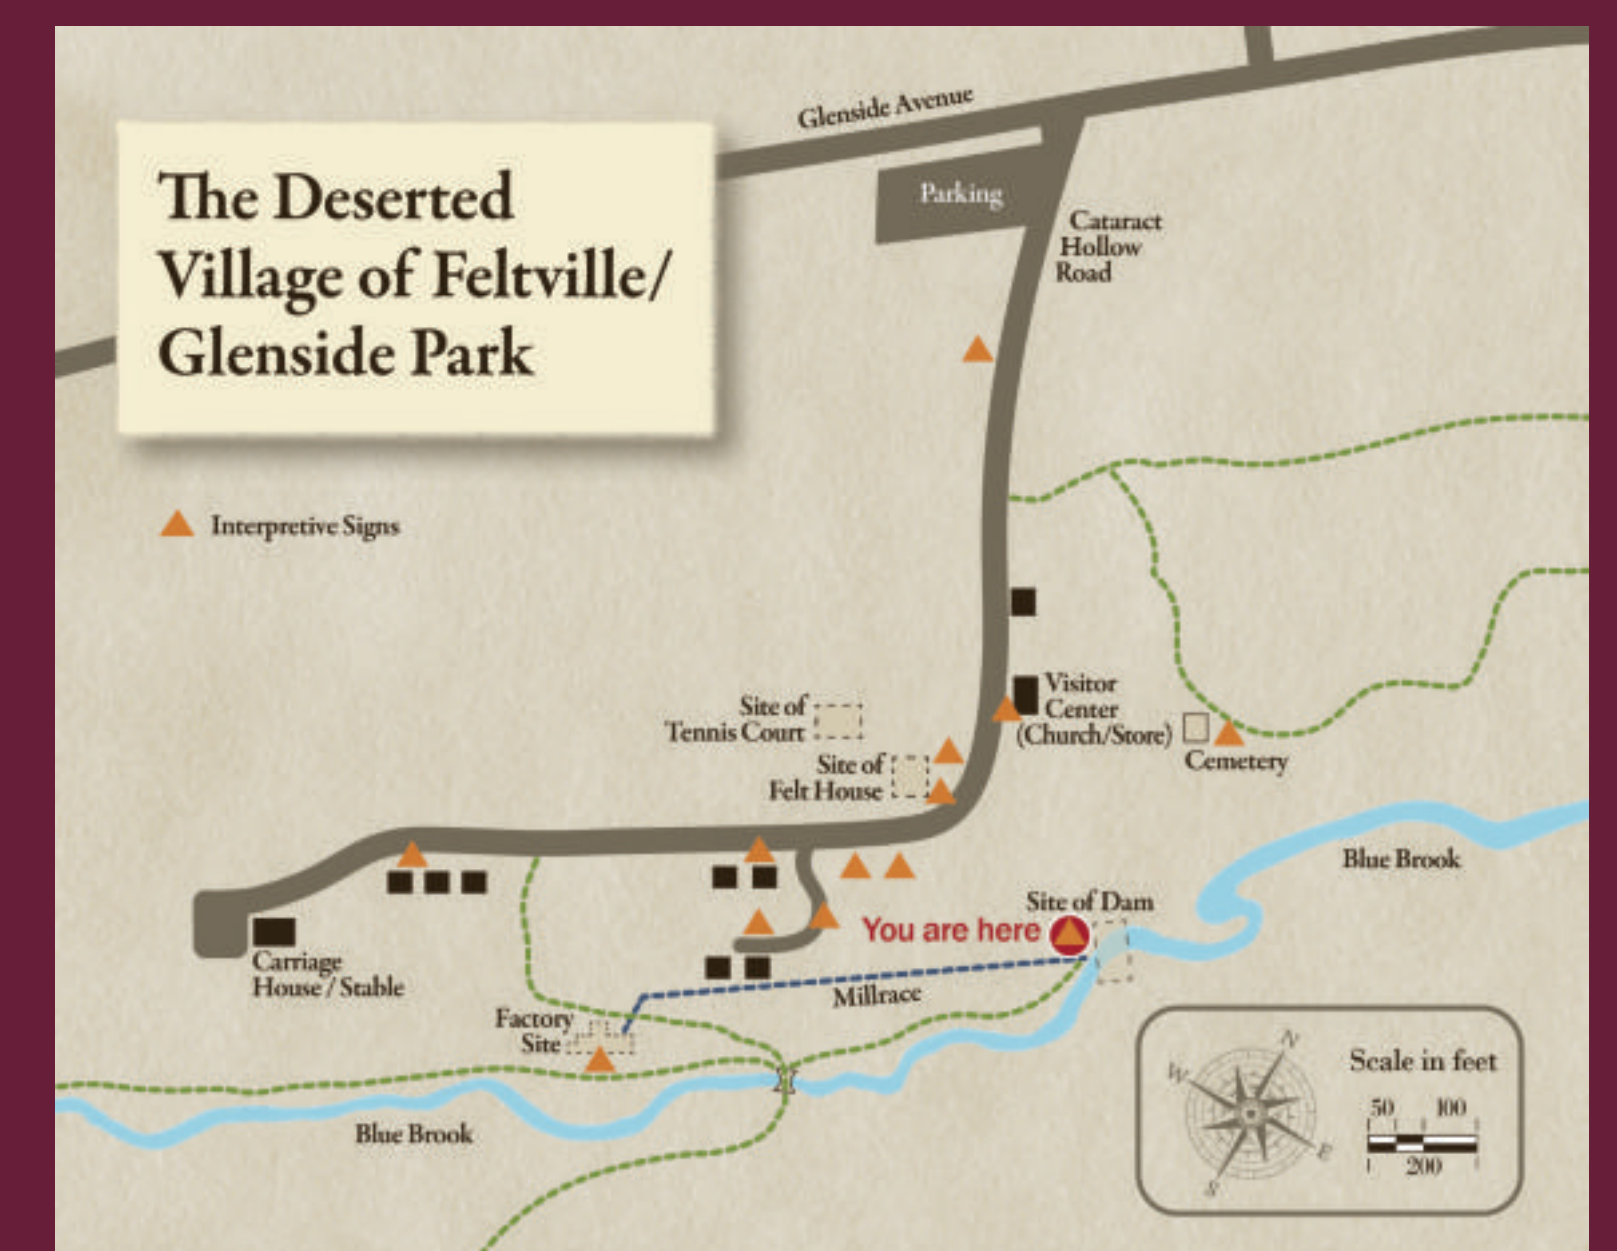 Glenside Avenue
The Deserted
Village of Feltville/
Glenside Park
Parking
Cataract
Hollow
Road
Interpretive Signs
Visitor
Center
(Church/Store)
Site of
Tennis Court
Site of
Felt House
Cemetery
Blue Brook
Site of Dam
You are here
Carriage
House / Stable
Millrace
Factory
Site
Blue Brook
N
W
E
S
Scale in feet
50 100
200